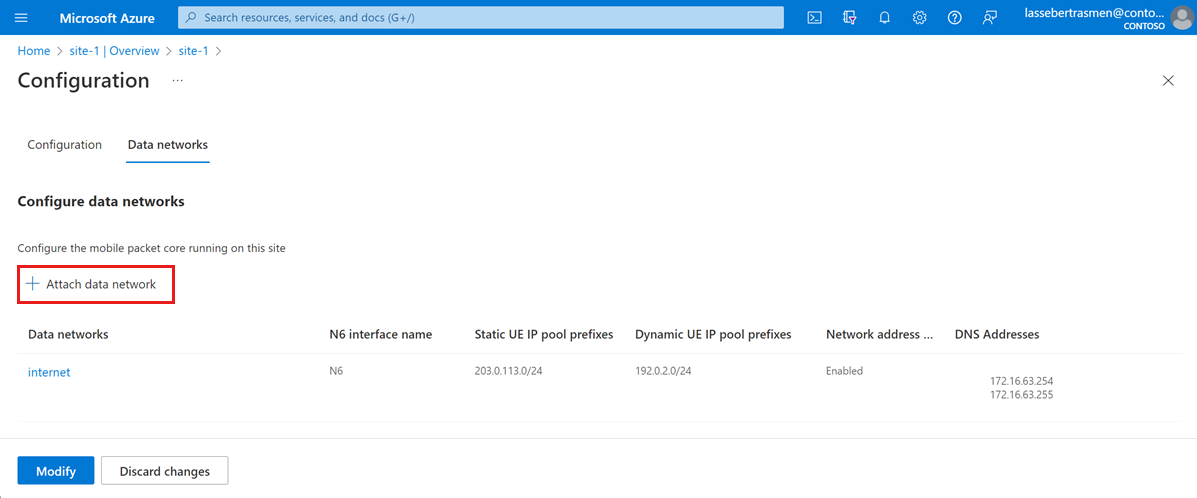 Microsoft Azure
Search resources, services, and docs (G+/)
lassebertrasmen@conto...
CONTOSO
Home > site-1 | Overview > site-1 >
Configuration ...
Configuration Data networks
Configure data networks
Configure the mobile packet core running on this site
+ Attach data network
Data networks N6 interface name Static UE IP pool prefixes Dynamic UE IP pool prefixes Network address ... DNS Addresses
internet N6 203.0.113.0/24 192.0.2.0/24 Enabled
172.16.63.254
172.16.63.255
Modify Discard changes